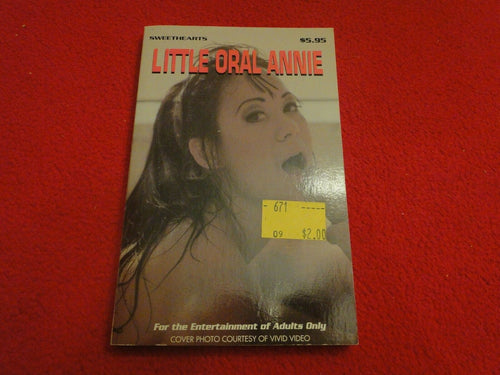 SWEETHEARTS $5.95
LITTLE ORAL ANNIE
- 671 -----
09 $2.00
For the Entertainment of Adults Only
COVER PHOTO COURTESY OF VIVID VIDEO